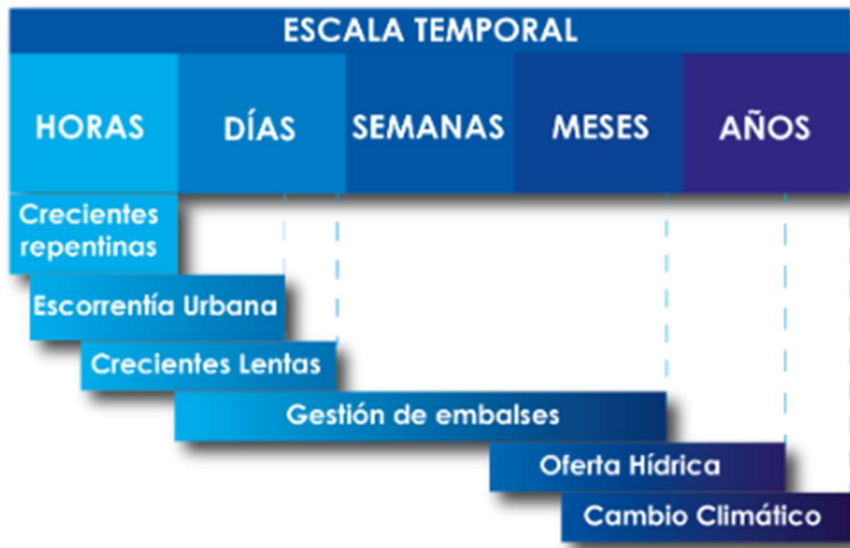 ESCALA TEMPORAL
HORAS
DÍAS
SEMANAS
MESES
AÑOS
Crecientes
repentinas
Escorrentía Urbana
Crecientes Lentas
Gestión de embalses
Oferta Hídrica
Cambio Climático